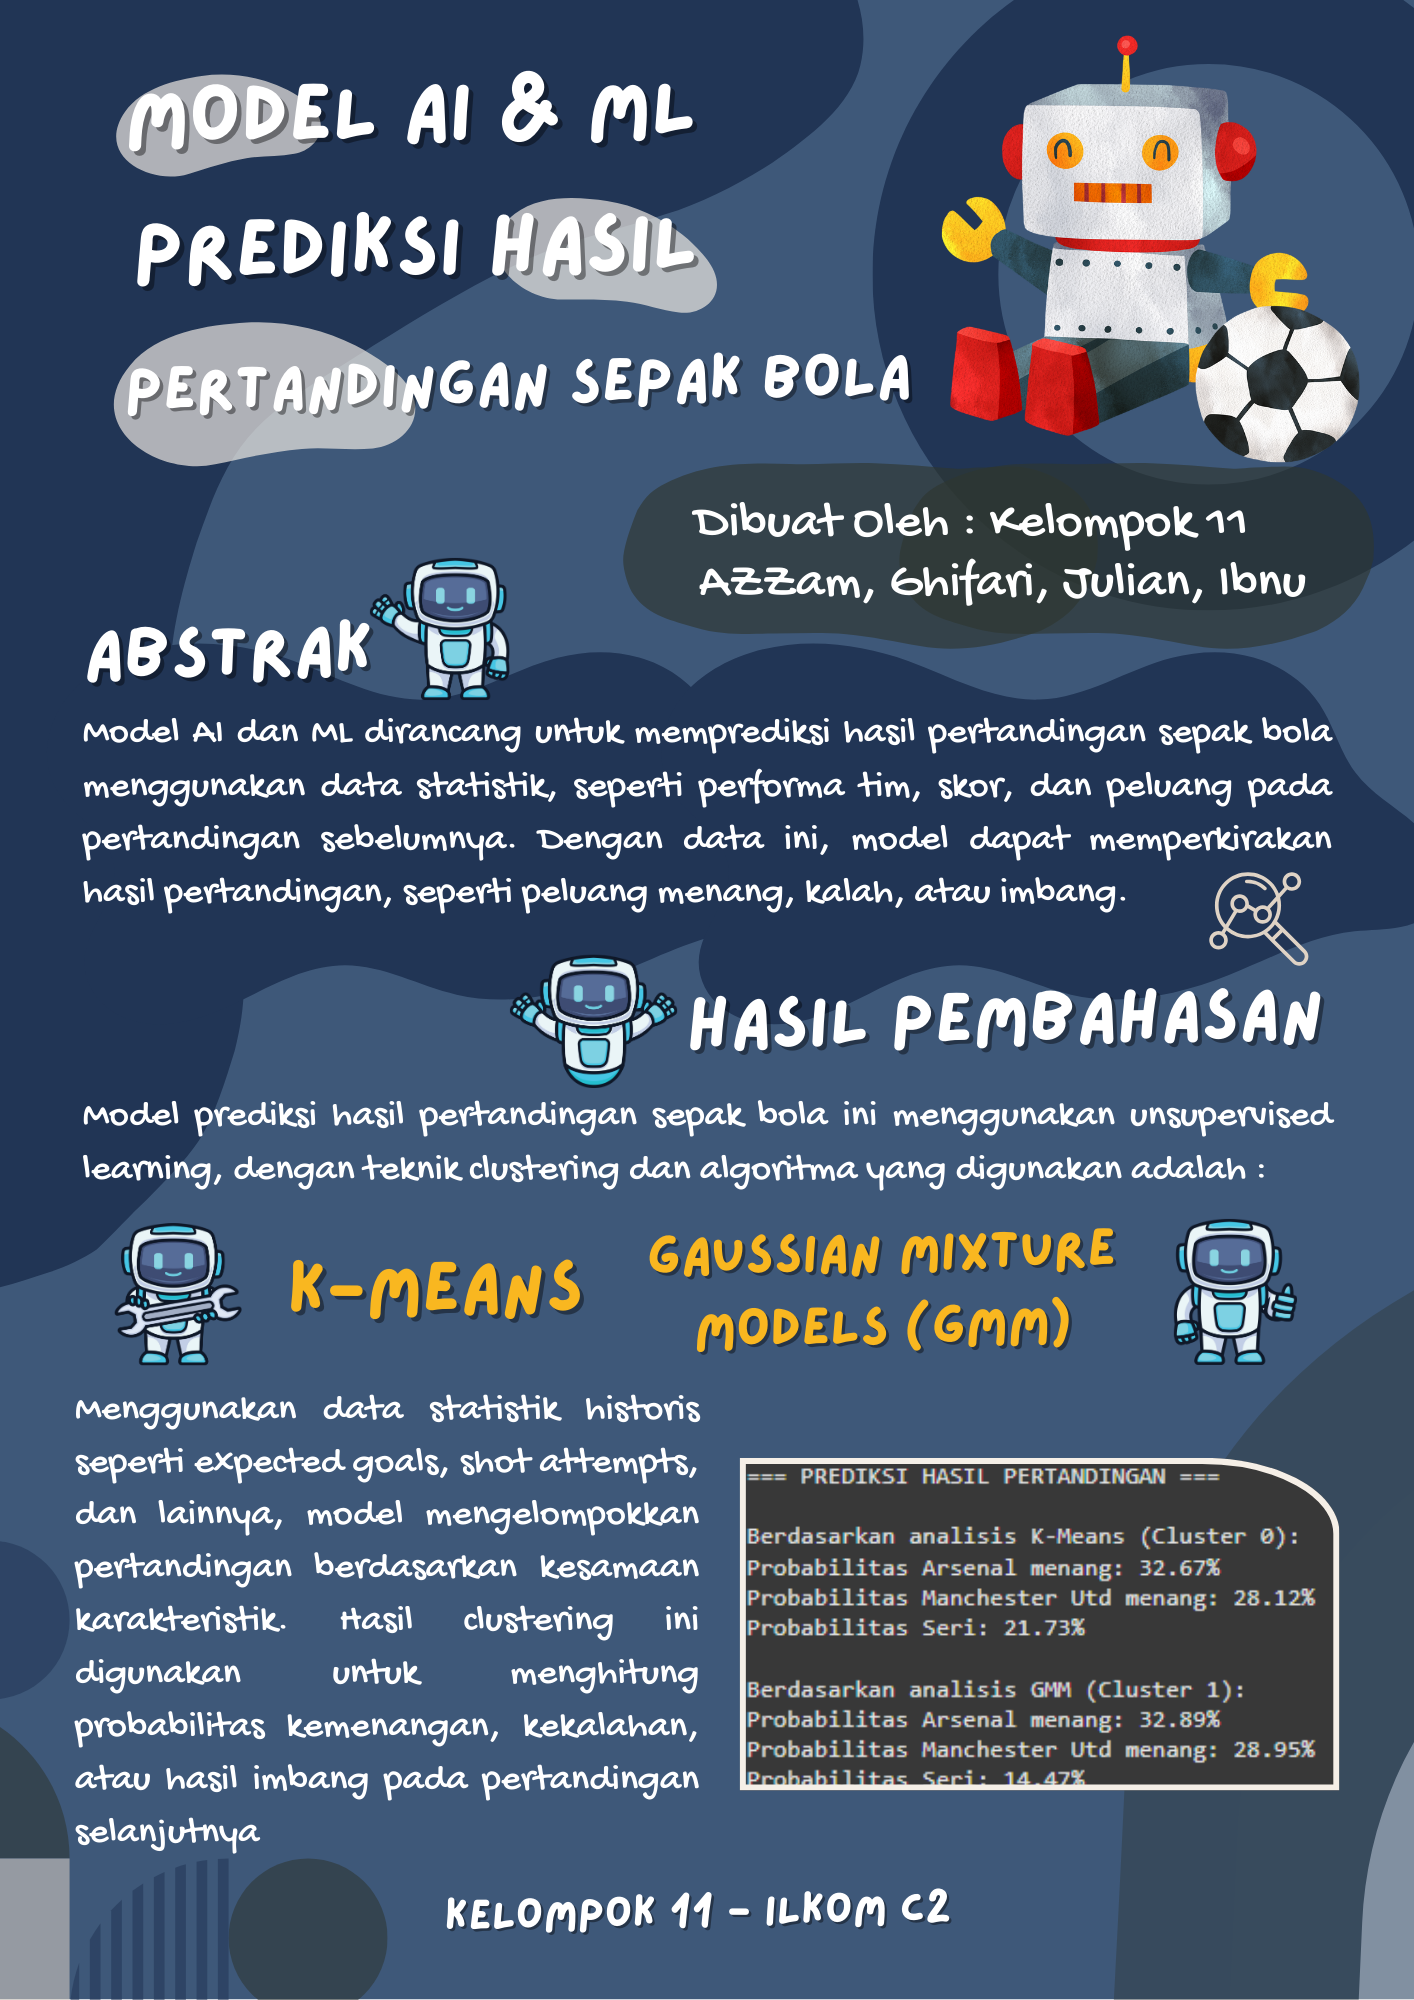 MODEL AI & ML
PREDIKSI HASIL
PERTANDINGAN SEPAK BOLA
Dibuat Oleh : Kelompok 11
Azzam, Ghifari, Julian, Ibnu
ABSTRAK
Model AI dan ML dirancang untuk memprediksi hasil pertandingan sepak bola
menggunakan data statistik, seperti performa tim, skor, dan peluang pada
pertandingan sebelumnya. Dengan data ini, model dapat memperkirakan
hasil pertandingan, seperti peluang menang, kalah, atau imbang.
HASIL PEMBAHASAN
Model prediksi hasil pertandingan sepak bola ini menggunakan unsupervised
learning, dengan teknik clustering dan algoritma yang digunakan adalah :
K-MEANS
GAUSSIAN MIXTURE
MODELS (GMM)
Menggunakan data statistik historis
seperti expected goals, shot attempts,
dan lainnya, model mengelompokkan
pertandingan berdasarkan kesamaan
karakteristik. Hasil clustering ini
digunakan untuk menghitung
probabilitas kemenangan, kekalahan,
atau hasil imbang pada pertandingan
selanjutnya
=== PREDIKSI HASIL PERTANDINGAN ===
Berdasarkan analisis K-Means (Cluster 0):
Probabilitas Arsenal menang: 32.67%
Probabilitas Manchester Utd menang: 28.12%
Probabilitas Seri: 21.73%
Berdasarkan analisis GMM (Cluster 1):
Probabilitas Arsenal menang: 32.89%
Probabilitas Manchester Utd menang: 28.95%
Probabilitas Seri: 14.47%
KELOMPOK 11 - ILKOM C2